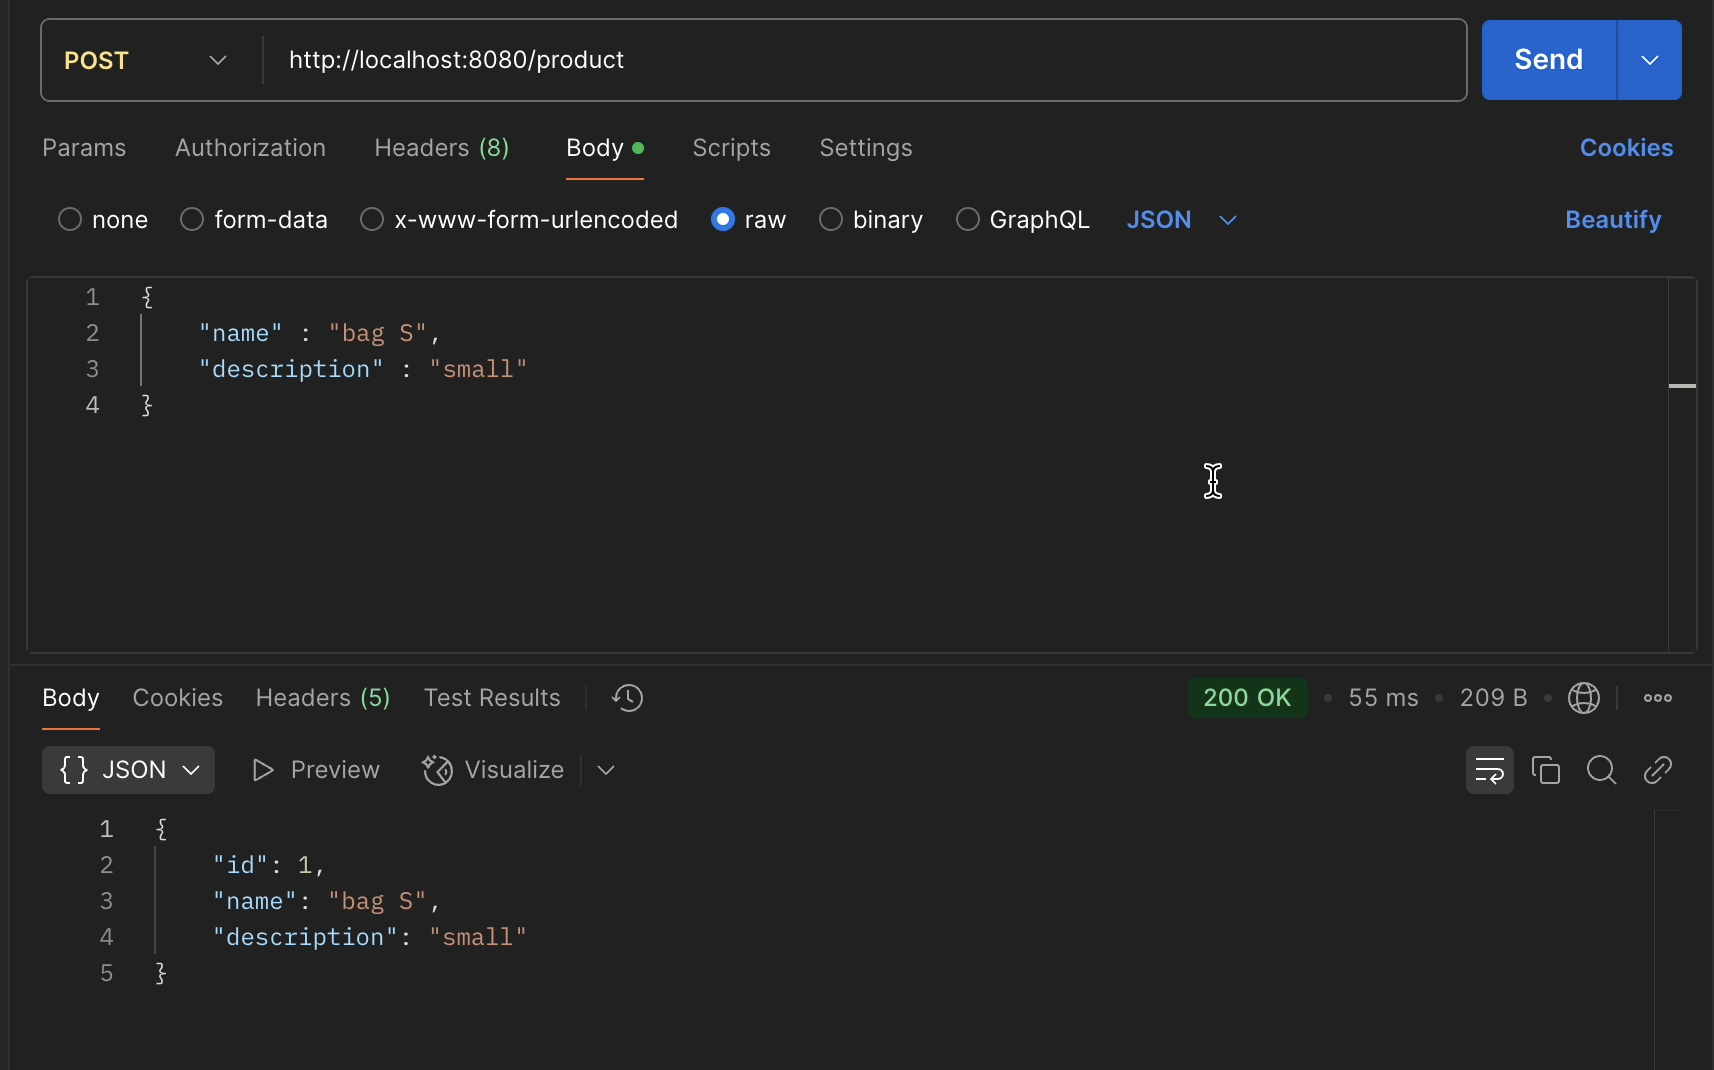 POST http://localhost:8080/product Send
Params Authorization Headers (8) Body Scripts Settings Cookies
none form-data x-www-form-urlencoded raw binary GraphQL JSON Beautify
1 {
2 "name" : "bag S",
3 "description" : "small"
4 }
Body Cookies Headers (5) Test Results 200 OK • 55 ms • 209 B •
{} JSON Preview Visualize
1 {
2 "id": 1,
3 "name": "bag S",
4 "description": "small"
5 }